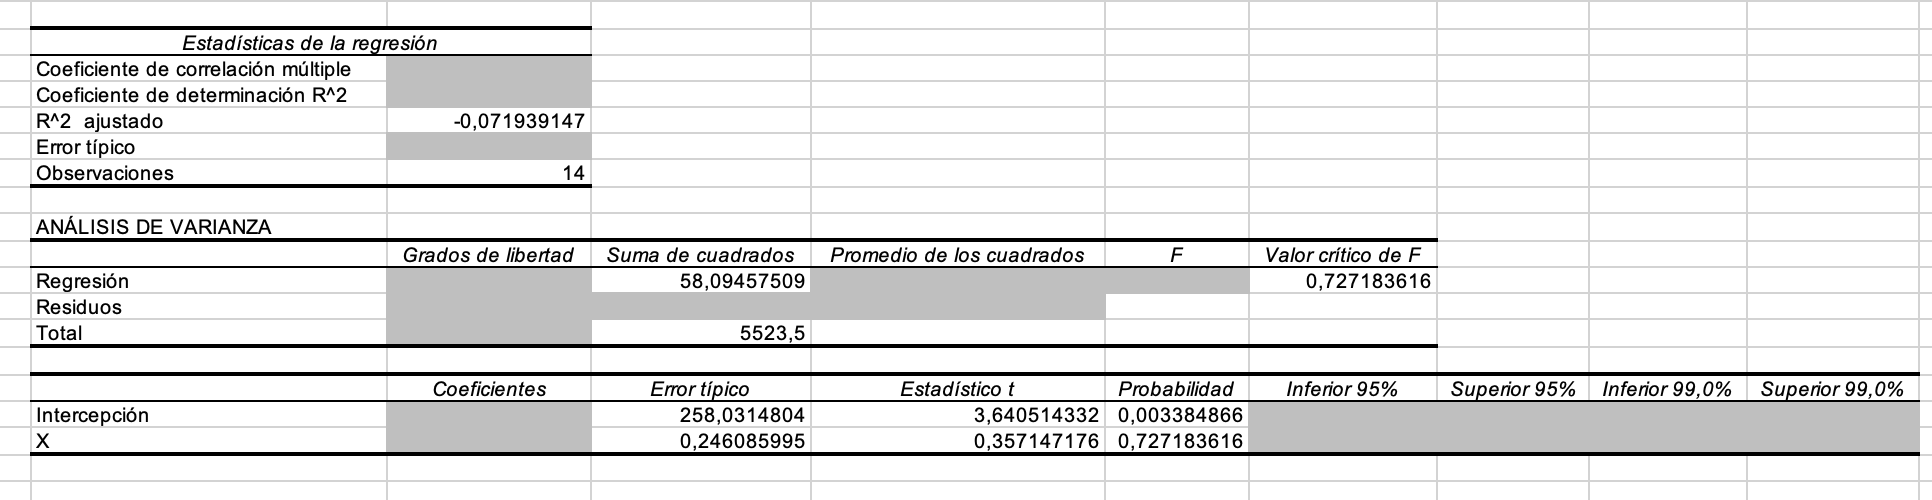 Estadísticas de la regresión
Coeficiente de correlación múltiple
Coeficiente de determinación R^2
R^2 ajustado -0,071939147
Error típico
Observaciones 14
ANÁLISIS DE VARIANZA
Grados de libertad Suma de cuadrados Promedio de los cuadrados F Valor crítico de F
Regresión 58,09457509 0,727183616
Residuos
Total 5523,5
Coeficientes Error típico Estadístico t Probabilidad Inferior 95% Superior 95% Inferior 99,0% Superior 99,0%
Intercepción 258,0314804 3,640514332 0,003384866
X 0,246085995 0,357147176 0,727183616